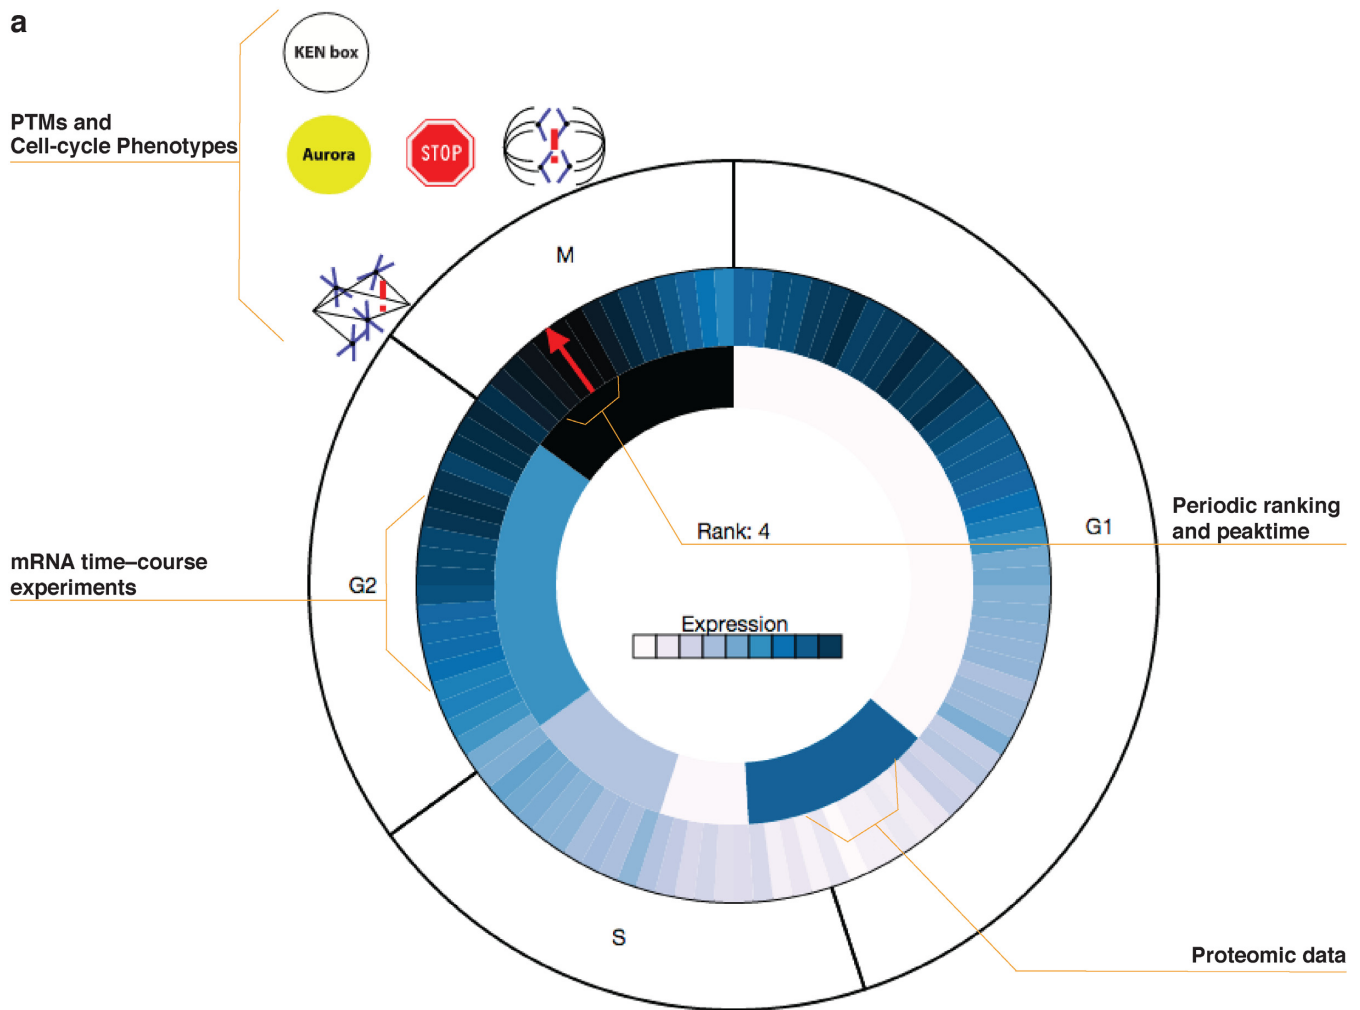 a
KEN box
PTMs and
Cell-cycle Phenotypes
Aurora
STOP
M
Rank: 4
Periodic ranking
and peaktime
G1
mRNA time–course
experiments
G2
Expression
S
Proteomic data